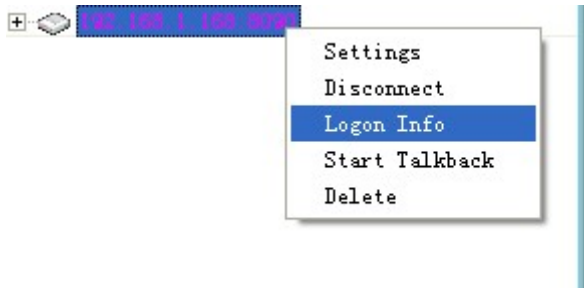 192.168.1.168:8090
Settings
Disconnect
Logon Info
Start Talkback
Delete